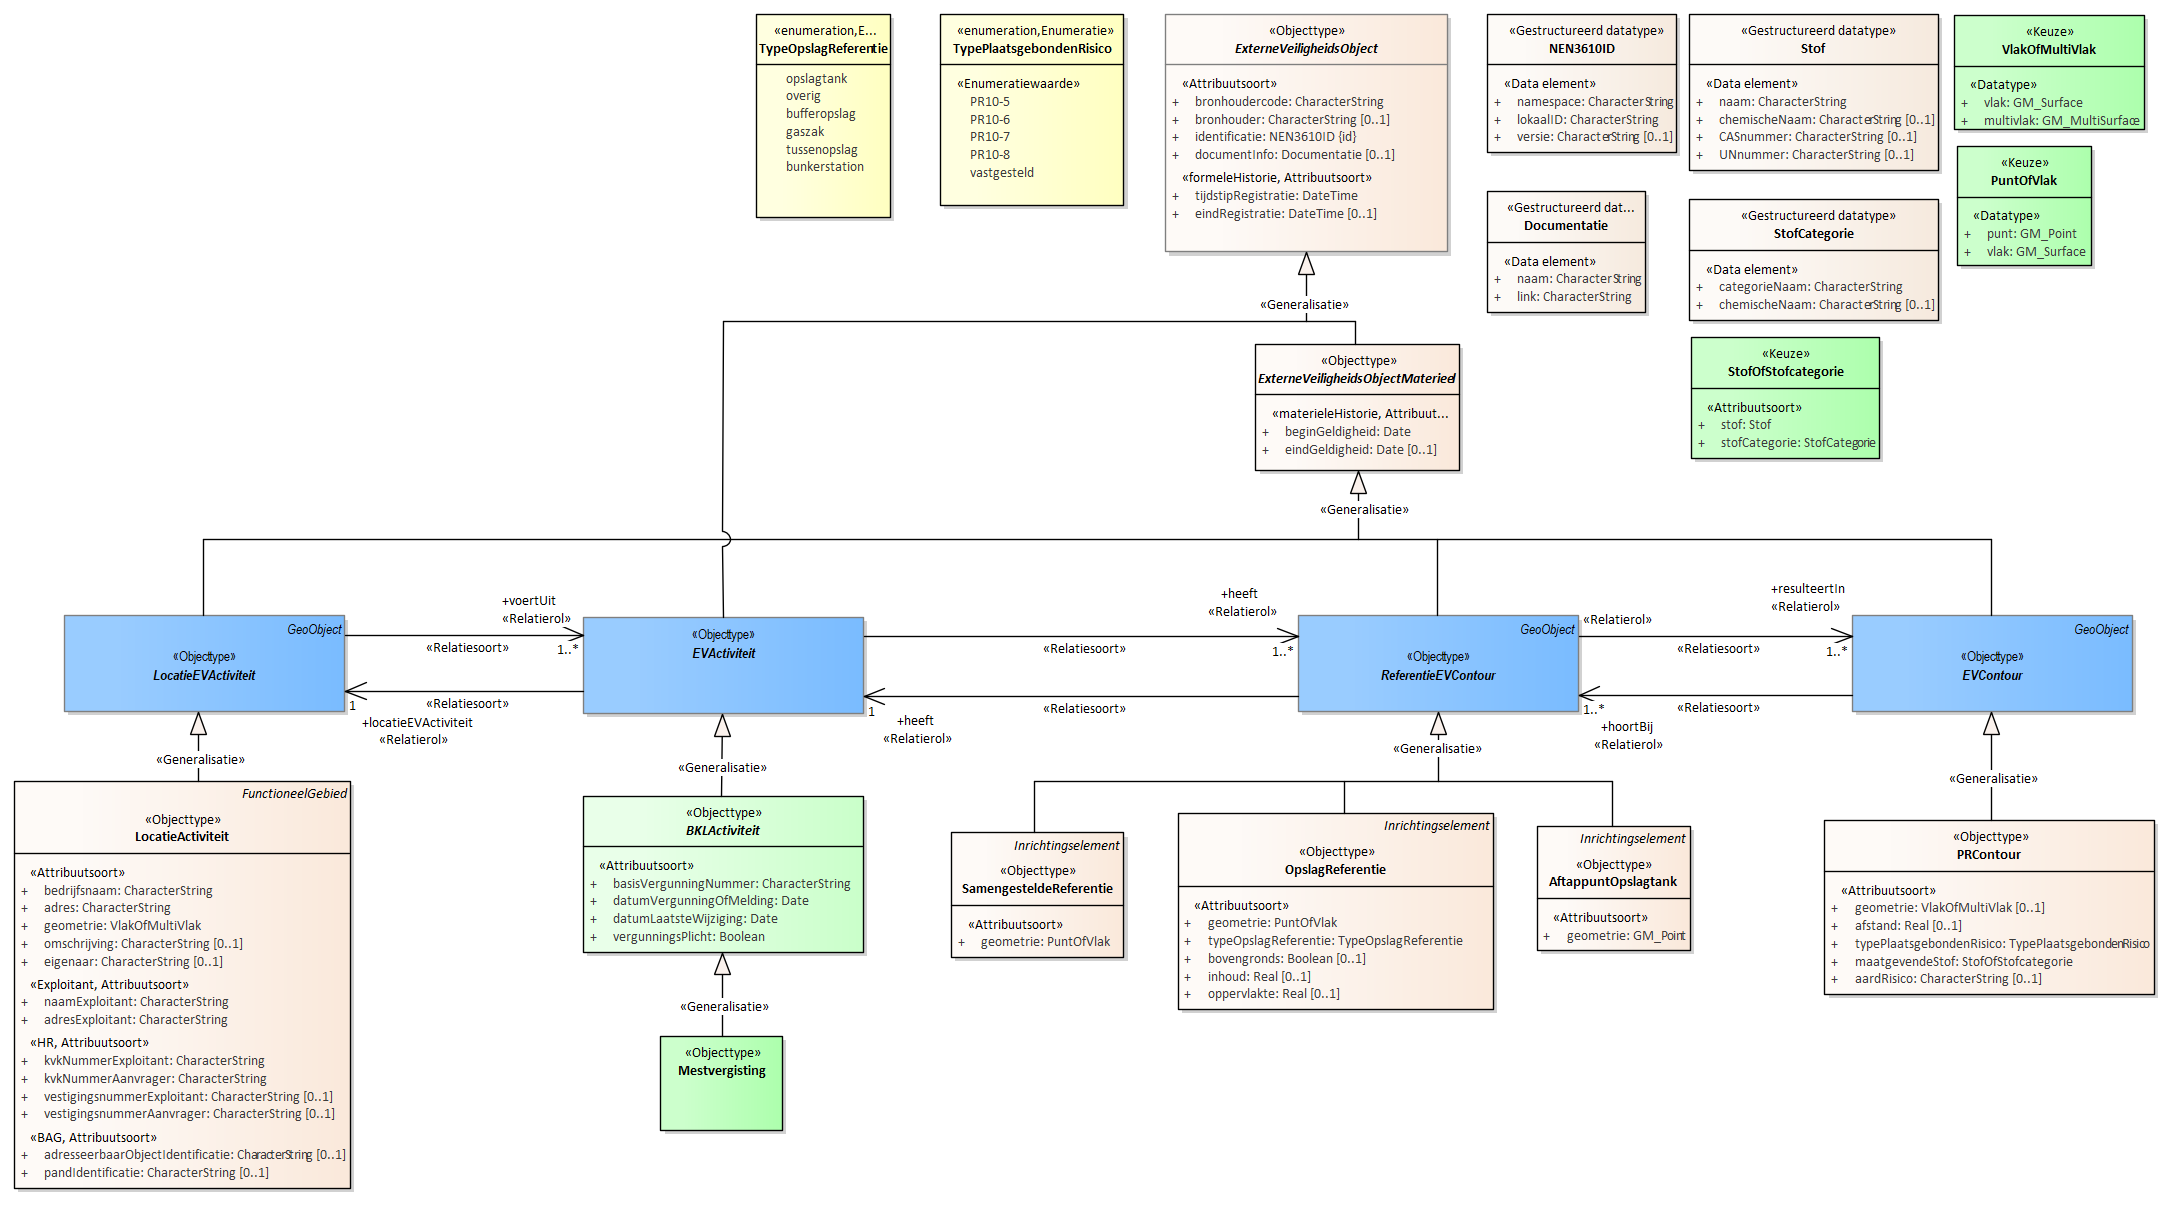 «enumeration,E...
TypeOpslagReferentie
opslagtank
overig
bufferopslag
gaszak
tussenopslag
bunkerstation
«enumeration,Enumeratie»
TypePlaatsgebondenRisico
«Enumeratiewaarde»
PR10-5
PR10-6
PR10-7
PR10-8
vastgesteld
«Objecttype»
ExterneVeiligheidsObject
«Attribuutsoort»
+ bronhoudercode: CharacterString
+ bronhouder: CharacterString [0..1]
+ identificatie: NEN3610ID {id}
+ documentInfo: Documentatie [0..1]
«formeleHistorie, Attribuutsoort»
+ tijdstipRegistratie: DateTime
+ eindRegistratie: DateTime [0..1]
«Gestructureerd datatype»
NEN3610ID
«Data element»
+ namespace: CharacterString
+ lokaalID: CharacterString
+ versie: CharacterString [0..1]
«Gestructureerd datatype»
Stof
«Data element»
+ naam: CharacterString
+ chemischeNaam: CharacterString [0..1]
+ CASnummer: CharacterString [0..1]
+ UNnummer: CharacterString [0..1]
«Keuze»
VlakOfMultiVlak
«Datatype»
+ vlak: GM_Surface
+ multivlak: GM_MultiSurface
«Keuze»
PuntOfVlak
«Datatype»
+ punt: GM_Point
+ vlak: GM_Surface
«Gestructureerd dat...
Documentatie
«Data element»
+ naam: CharacterString
+ link: CharacterString
«Gestructureerd datatype»
StofCategorie
«Data element»
+ categorieNaam: CharacterString
+ chemischeNaam: CharacterString [0..1]
«Keuze»
StofOfStofcategorie
«Attribuutsoort»
+ stof: Stof
+ stofCategorie: StofCategorie
«Generalisatie»
«Objecttype»
ExterneVeiligheidsObjectMaterieel
«materieleHistorie, Attribuut...
+ beginGeldigheid: Date
+ eindGeldigheid: Date [0..1]
«Generalisatie»
GeoObject
«Objecttype»
LocatieEVActiviteit
+voertUit
«Relatierol»
«Relatiesoort»
1..*
«Relatiesoort»
1
+locatieEVActiviteit
«Relatierol»
«Objecttype»
EVActiviteit
+heeft
«Relatierol»
«Relatiesoort»
1..*
«Relatiesoort»
1
+heeft
«Relatierol»
GeoObject
«Objecttype»
ReferentieEVContour
«Relatierol»
+resulteertIn
«Relatierol»
«Relatiesoort»
1..*
«Relatiesoort»
1..*
+hoortBij
«Relatierol»
GeoObject
«Objecttype»
EVContour
«Generalisatie»
FunctioneelGebied
«Objecttype»
LocatieActiviteit
«Attribuutsoort»
+ bedrijfsnaam: CharacterString
+ adres: CharacterString
+ geometrie: VlakOfMultiVlak
+ omschrijving: CharacterString [0..1]
+ eigenaar: CharacterString [0..1]
«Exploitant, Attribuutsoort»
+ naamExploitant: CharacterString
+ adresExploitant: CharacterString
«HR, Attribuutsoort»
+ kvkNummerExploitant: CharacterString
+ kvkNummerAanvrager: CharacterString
+ vestigingsnummerExploitant: CharacterString [0..1]
+ vestigingsnummerAanvrager: CharacterString [0..1]
«BAG, Attribuutsoort»
+ adresseerbaarObjectIdentificatie: CharacterString [0..1]
+ pandIdentificatie: CharacterString [0..1]
«Generalisatie»
«Objecttype»
BKLActiviteit
«Attribuutsoort»
+ basisVergunningNummer: CharacterString
+ datumVergunningOfMelding: Date
+ datumLaatsteWijziging: Date
+ vergunningsPlicht: Boolean
«Generalisatie»
«Objecttype»
Mestvergisting
«Generalisatie»
Inrichtingselement
«Objecttype»
SamengesteldeReferentie
«Attribuutsoort»
+ geometrie: PuntOfVlak
Inrichtingselement
«Objecttype»
OpslagReferentie
«Attribuutsoort»
+ geometrie: PuntOfVlak
+ typeOpslagReferentie: TypeOpslagReferentie
+ bovengronds: Boolean [0..1]
+ inhoud: Real [0..1]
+ oppervlakte: Real [0..1]
Inrichtingselement
«Objecttype»
AftappuntOpslagtank
«Attribuutsoort»
+ geometrie: GM_Point
«Generalisatie»
«Objecttype»
PRContour
«Attribuutsoort»
+ geometrie: VlakOfMultiVlak [0..1]
+ afstand: Real [0..1]
+ typePlaatsgebondenRisico: TypePlaatsgebondenRisico
+ maatgevendeStof: StofOfStofcategorie
+ aardRisico: CharacterString [0..1]